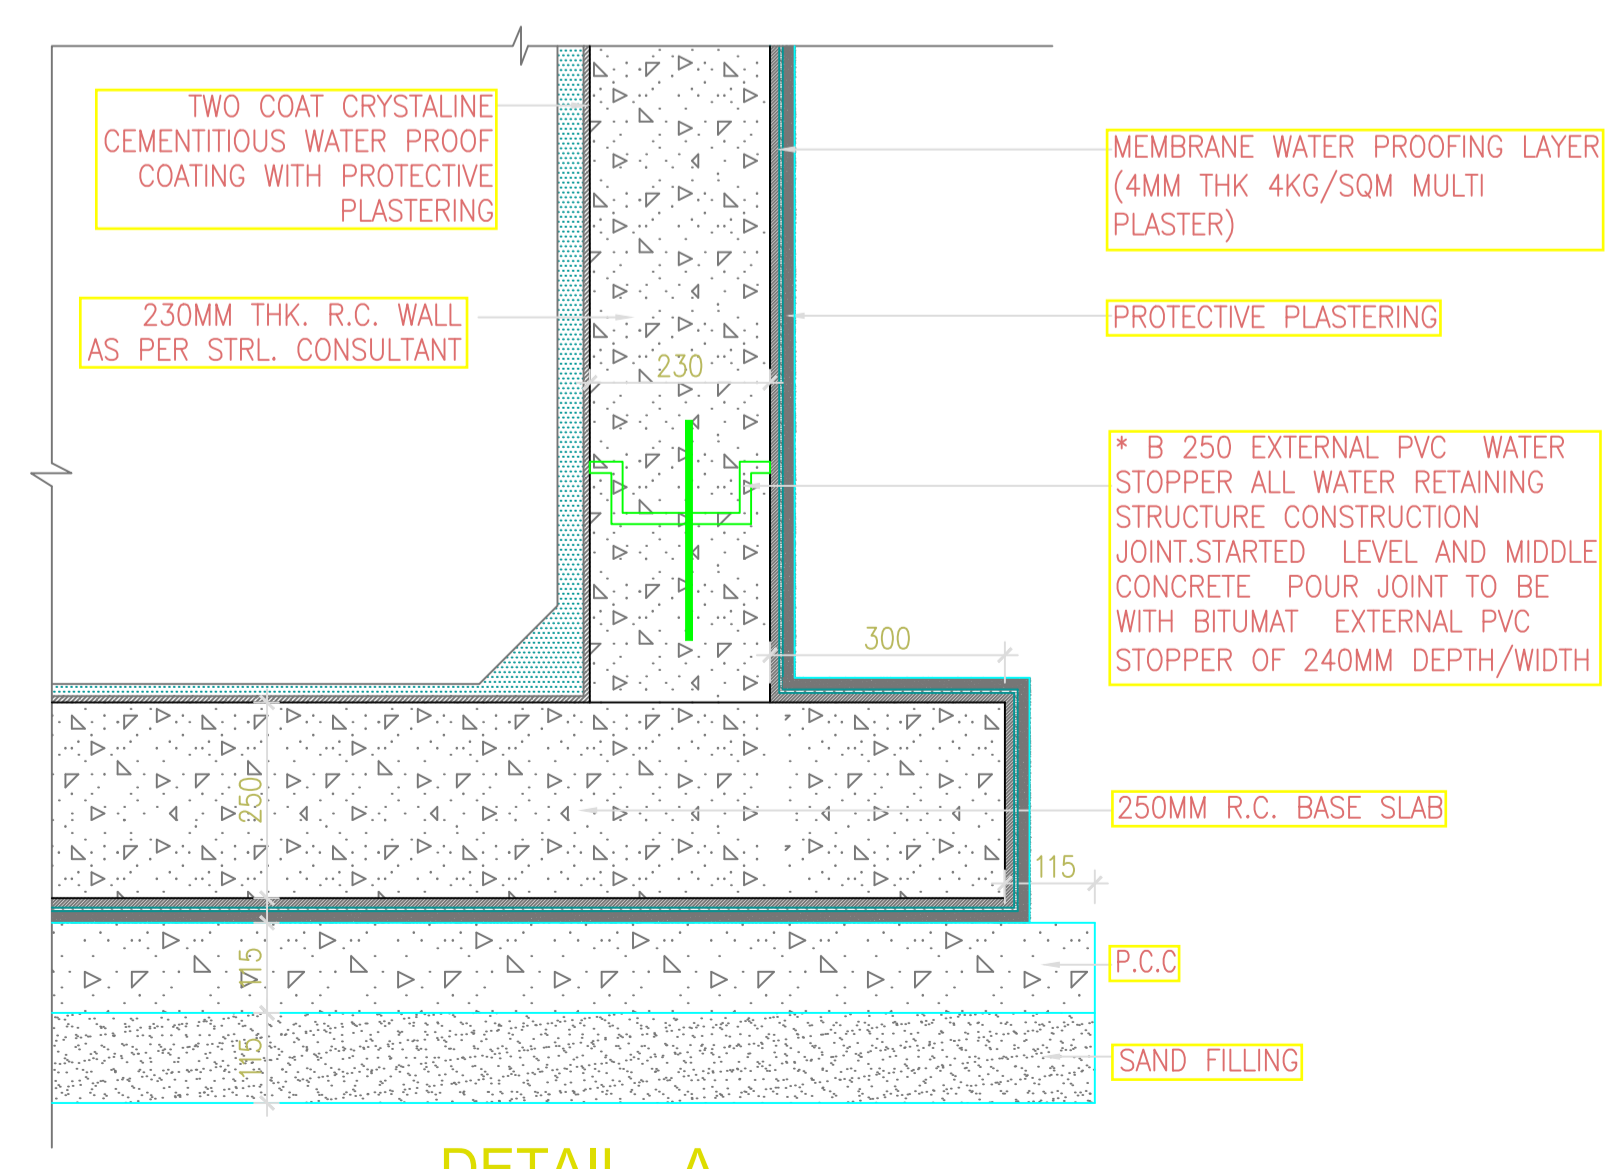 TWO COAT CRYSTALINE
CEMENTITIOUS WATER PROOF
COATING WITH PROTECTIVE
PLASTERING
230MM THK. R.C. WALL
AS PER STRL. CONSULTANT
MEMBRANE WATER PROOFING LAYER
(4MM THK 4KG/SQM MULTI
PLASTER)
PROTECTIVE PLASTERING
230
* B 250 EXTERNAL PVC WATER
STOPPER ALL WATER RETAINING
STRUCTURE CONSTRUCTION
JOINT.STARTED LEVEL AND MIDDLE
CONCRETE POUR JOINT TO BE
WITH BITUMAT EXTERNAL PVC
STOPPER OF 240MM DEPTH/WIDTH
300
250
250MM R.C. BASE SLAB
115
115
P.C.C
115
SAND FILLING
DETAIL A